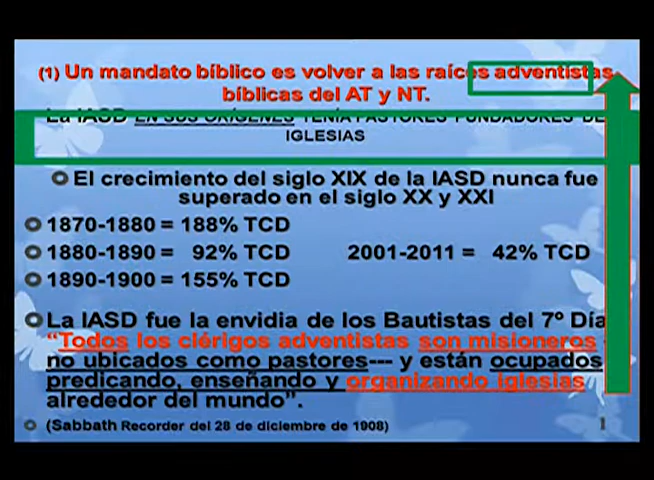 (1) Un mandato bíblico es volver a las raíces adventistas
bíblicas del AT y NT.
La IASD EN SUS ORÍGENES TENÍA PASTORES FUNDADORES DE
IGLESIAS
El crecimiento del siglo XIX de la IASD nunca fue
superado en el siglo XX y XXI
1870-1880 = 188% TCD
1880-1890 = 92% TCD 2001-2011 = 42% TCD
1890-1900 = 155% TCD
La IASD fue la envidia de los Bautistas del 7º Día
“Todos los clérigos adventistas son misioneros -
no ubicados como pastores--- y están ocupados
predicando, enseñando y organizando iglesias
alrededor del mundo”.
(Sabbath Recorder del 28 de diciembre de 1908) 1